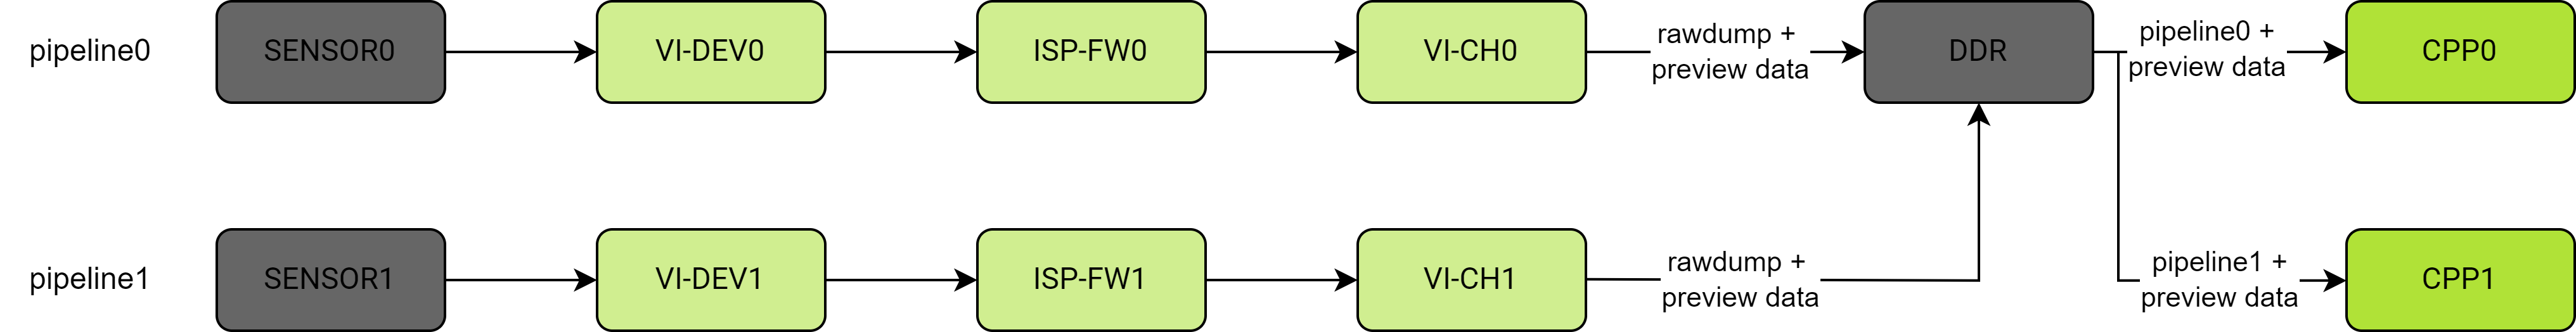 pipeline0
SENSOR0
VI-DEV0
ISP-FW0
VI-CH0
rawdump +
preview data
DDR
pipeline0 +
preview data
CPP0
pipeline1
SENSOR1
VI-DEV1
ISP-FW1
VI-CH1
rawdump +
preview data
pipeline1 +
preview data
CPP1